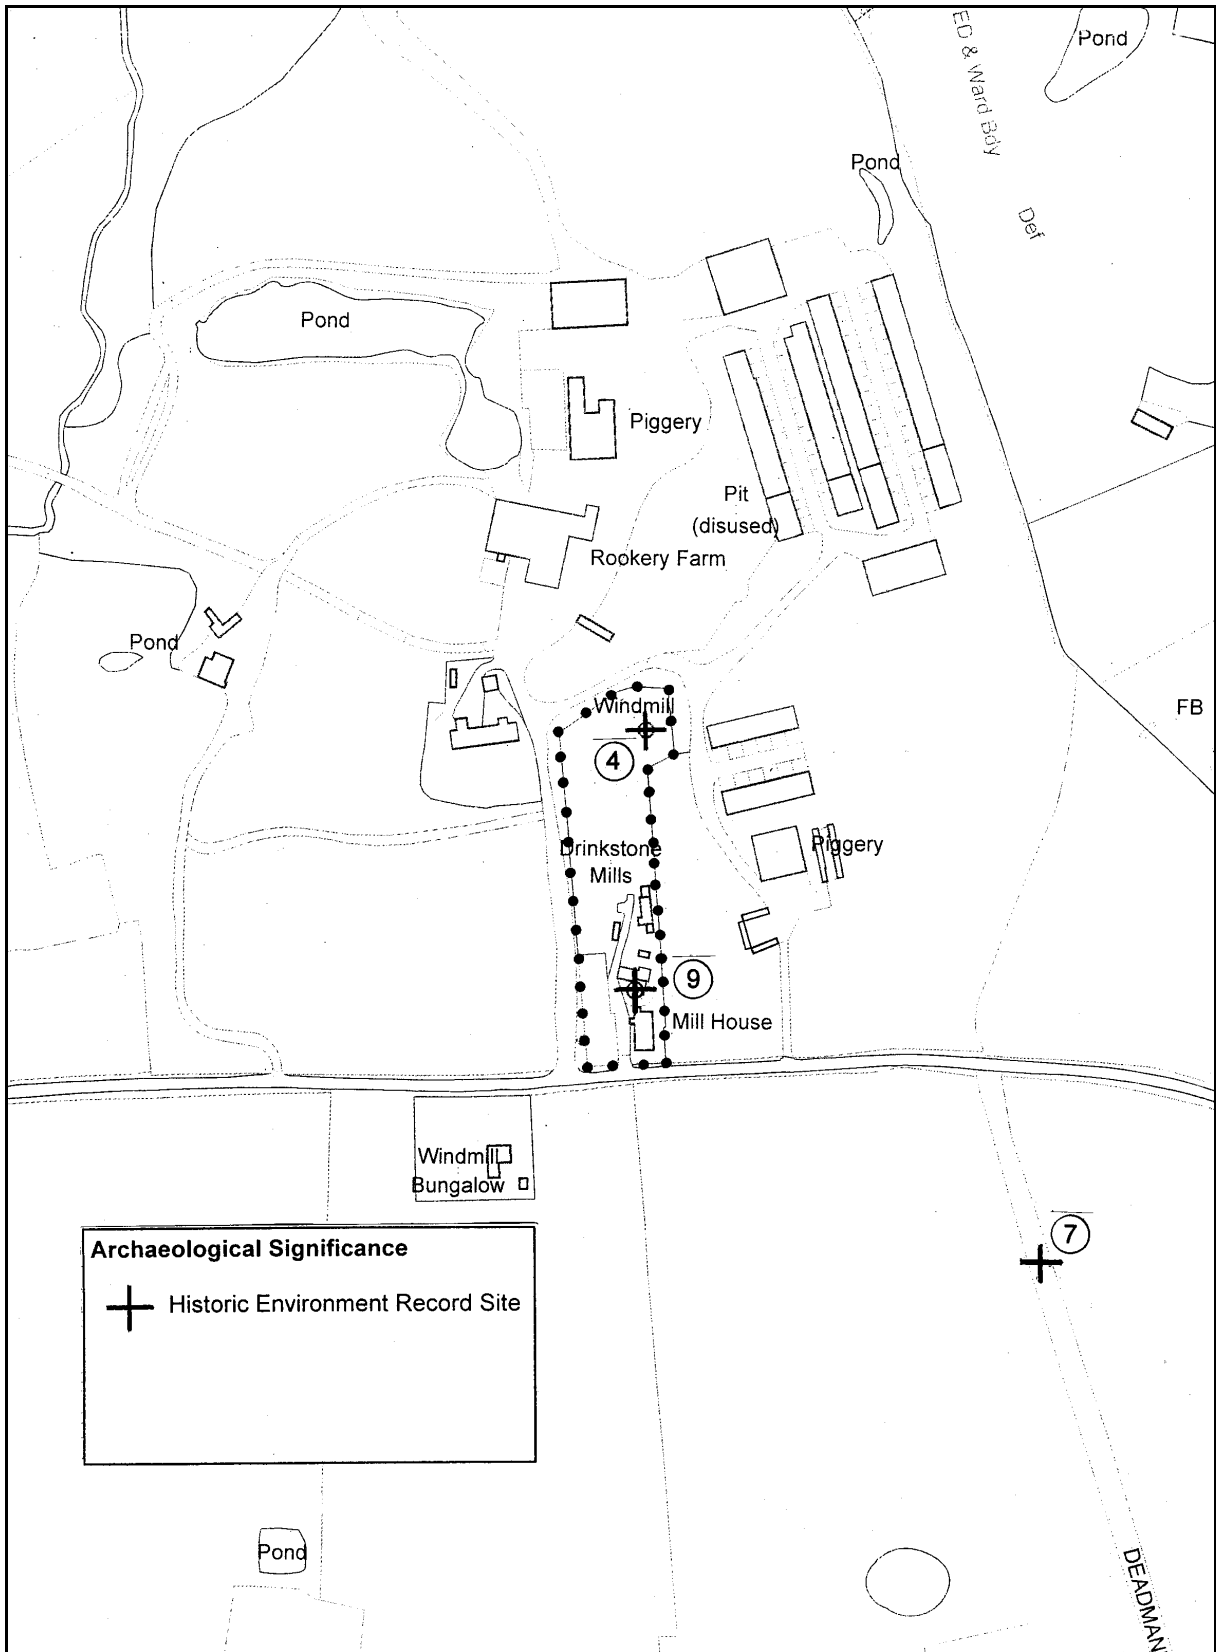 Pond
ED & Ward Bdy
Pond
Def
Pond
Piggery
Pit
(disused)
Rookery Farm
Pond
Windmill
FB
4
Drinkstone
Mills
Piggery
9
Mill House
Windmill
Bungalow
7
Archaeological Significance
Historic Environment Record Site
Pond
DEADMAN